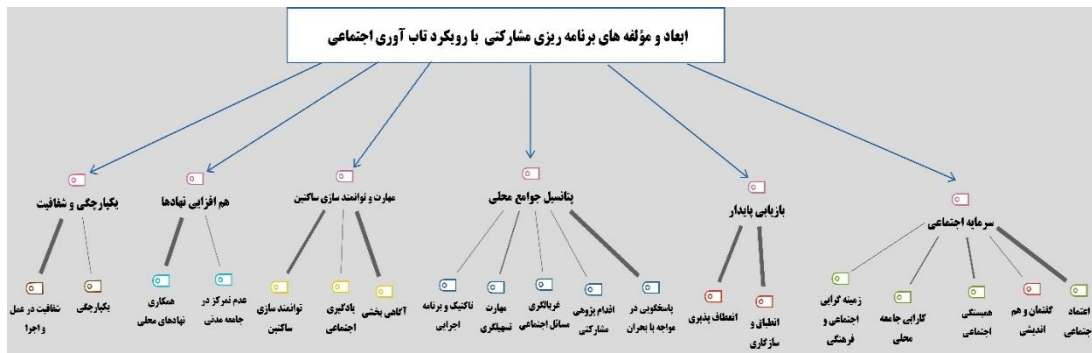 ابعاد و مؤلفه های برنامه ریزی مشارکتی با رویکرد تاب آوری اجتماعی
سرمایه اجتماعی
بازیابی پایدار
پتانسیل جوامع محلی
مهارت و توانمند سازی ساکنین
هم افزایی نهادها
یکپارچگی و شفافیت
اعتماد
اجتماعی
گفتمان و هم
اندیشی
همبستگی
اجتماعی
کارایی جامعه
محلی
زمینه گرایی
اجتماعی و
فرهنگی
انطباق و
سازگاری
انعطاف پذیری
پاسخگویی در
مواجه با بحران
اقدام پژوهی
مشارکتی
غربالگری
مسائل اجتماعی
مهارت
تسهیلگری
تاکتیک و برنامه
اجرایی
آگاهی بخشی
یادگیری
اجتماعی
توانمند سازی
ساکنین
عدم تمرکز در
جامعه مدنی
همکاری
نهادهای محلی
یکپارچگی
شفافیت در عمل
و اجرا